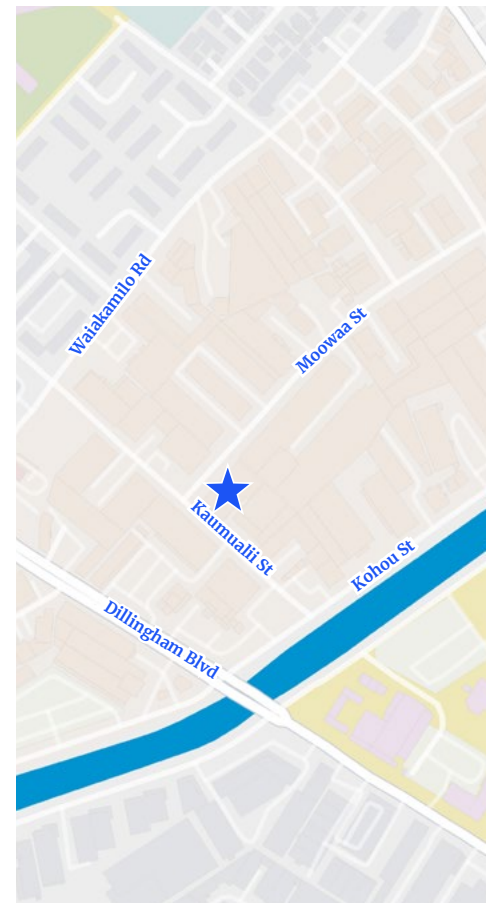 Waiakamilo Rd
Moowaa St
Kaumualii St
Kohou St
Dillingham Blvd